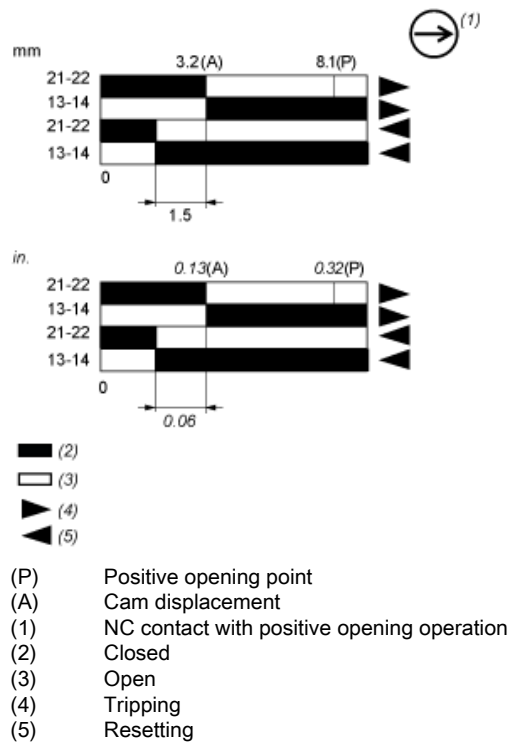 (1)
mm
3.2(A) 8.1(P)
21-22
13-14
21-22
13-14
0
1.5
in.
0.13(A) 0.32(P)
21-22
13-14
21-22
13-14
0
0.06
(2)
(3)
(4)
(5)
(P) Positive opening point
(A) Cam displacement
(1) NC contact with positive opening operation
(2) Closed
(3) Open
(4) Tripping
(5) Resetting